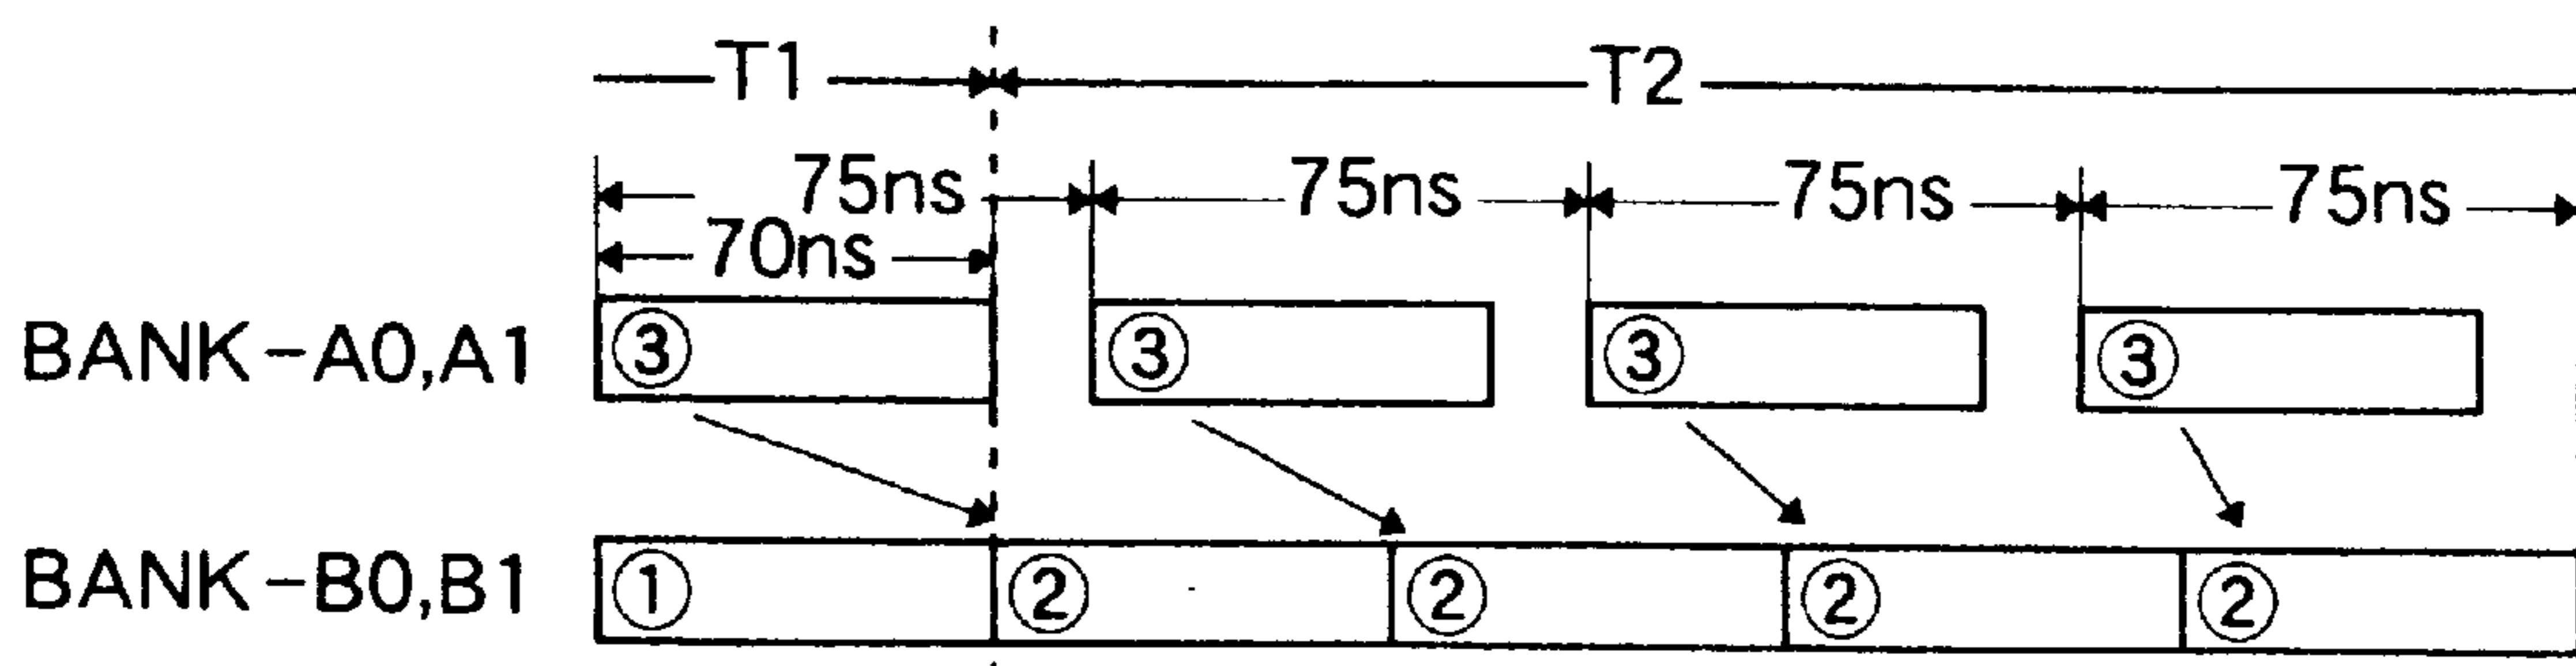 T1 T2
75ns 75ns 75ns 75ns
70ns
BANK-A0,A1 ③ ③ ③ ③
BANK-B0,B1 ① ② ② ② ②